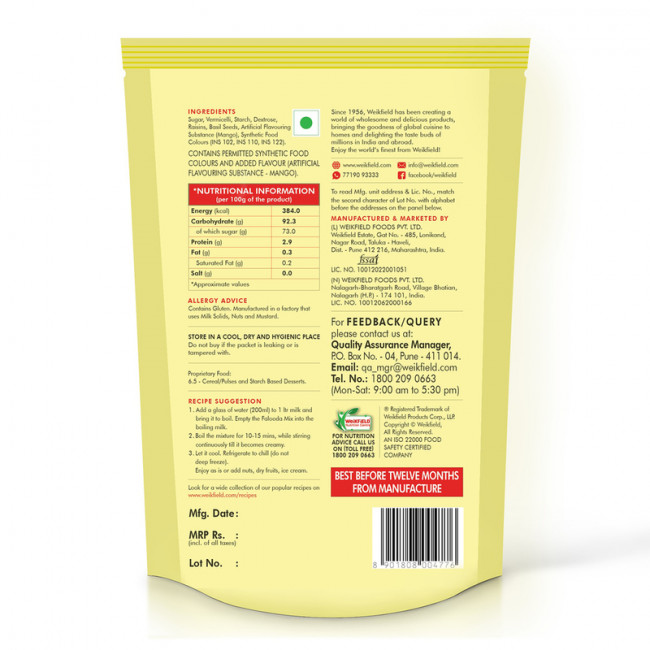 INGREDIENTS
Sugar, Vermicelli, Starch, Dextrose,
Raisins, Basil Seeds, Artificial Flavouring
Substance (Mango), Synthetic Food
Colours (INS 102, INS 110, INS 122).
CONTAINS PERMITTED SYNTHETIC FOOD
COLOURS AND ADDED FLAVOUR (ARTIFICIAL
FLAVOURING SUBSTANCE - MANGO).
*NUTRITIONAL INFORMATION
(per 100g of the product)
Energy (kcal) 384.0
Carbohydrate (g) 92.3
of which sugar (g) 73.0
Protein (g) 2.9
Fat (g) 0.3
Saturated Fat (g) 0.2
Salt (g) 0.0
*Approximate values
ALLERGY ADVICE
Contains Gluten. Manufactured in a factory that
uses Milk Solids, Nuts and Mustard.
STORE IN A COOL, DRY AND HYGIENIC PLACE
Do not buy if the packet is leaking or is
tampered with.
Proprietary Food:
6.5 - Cereal/Pulses and Starch Based Desserts.
RECIPE SUGGESTION
1. Add a glass of water (200ml) to 1 ltr milk and
bring it to boil. Empty the Falooda Mix into the
boiling milk.
2. Boil the mixture for 10-15 mins, while stirring
continuously till it becomes creamy.
3. Let it cool. Refrigerate to chill (do not
deep freeze).
Enjoy as is or add nuts, dry fruits, ice cream.
Look for a wide collection of our popular recipes on
www.weikfield.com/recipes
Mfg. Date :
MRP Rs. :
(incl. of all taxes)
Lot No. :
Since 1956, Weikfield has been creating a
world of wholesome and delicious products,
bringing the goodness of global cuisine to
homes and delighting the taste buds of
millions in India and abroad.
Enjoy the world's finest from Weikfield!
www.weikfield.com info@weikfield.com
77190 93333 facebook/weikfield
To read Mfg. unit address & Lic. No., match
the second character of Lot No. with alphabet
before the addresses on the panel below.
MANUFACTURED & MARKETED BY
(L) WEIKFIELD FOODS PVT. LTD.
Weikfield Estate, Gat No. - 485, Lonikand,
Nagar Road, Taluka - Haveli,
Dist. - Pune 412 216, Maharashtra, India.
fssai
LIC. NO. 10012022001051
(N) WEIKFIELD FOODS PVT. LTD.
Nalagarh-Bharatgarh Road, Village Bhatian,
Nalagarh (H.P.) - 174 101, India.
LIC. NO. 10012062000166
For FEEDBACK/QUERY
please contact us at:
Quality Assurance Manager,
P.O. Box No. - 04, Pune - 411 014.
Email: qa_mgr@weikfield.com
Tel. No.: 1800 209 0663
(Mon-Sat: 9:00 am to 5:30 pm)
WEIKFIELD
FOR NUTRITION
ADVICE CALL US
ON (TOLL FREE)
1800 209 0663
® Registered Trademark of
Weikfield Products Corp., LLP.
Copyright © Weikfield,
All Rights Reserved.
AN ISO 22000 FOOD
SAFETY CERTIFIED
COMPANY
BEST BEFORE TWELVE MONTHS
FROM MANUFACTURE
8 901808 004776